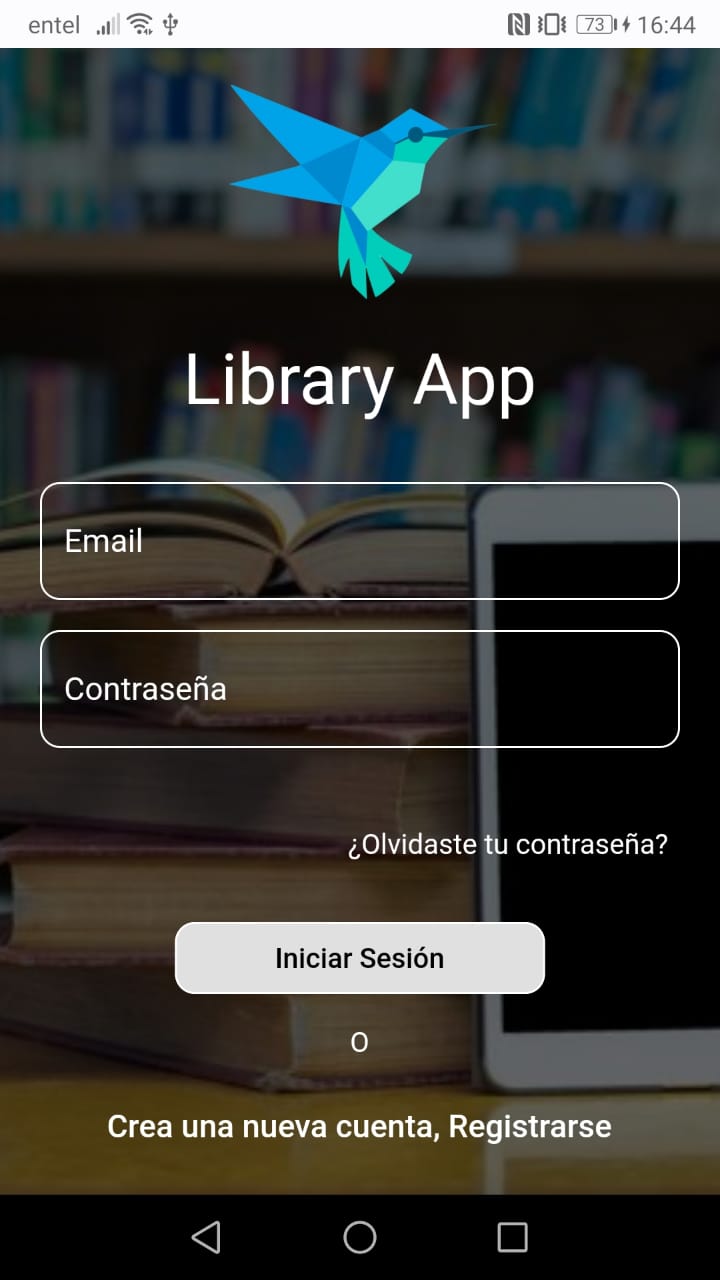 entel 73 16:44
Library App
Email
Contraseña
¿Olvidaste tu contraseña?
Iniciar Sesión
O
Crea una nueva cuenta, Registrarse